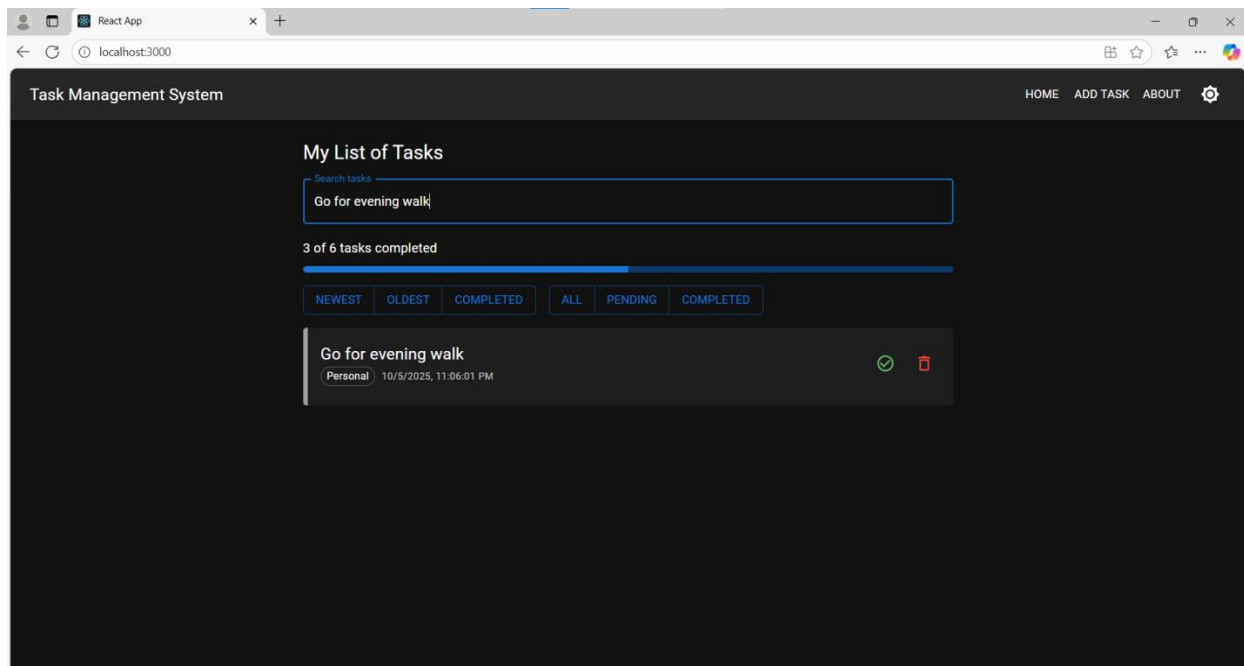 React App
localhost:3000
Task Management System
HOME ADD TASK ABOUT
My List of Tasks
Search tasks
Go for evening walk
3 of 6 tasks completed
NEWEST OLDEST COMPLETED ALL PENDING COMPLETED
Go for evening walk
Personal 10/5/2025, 11:06:01 PM